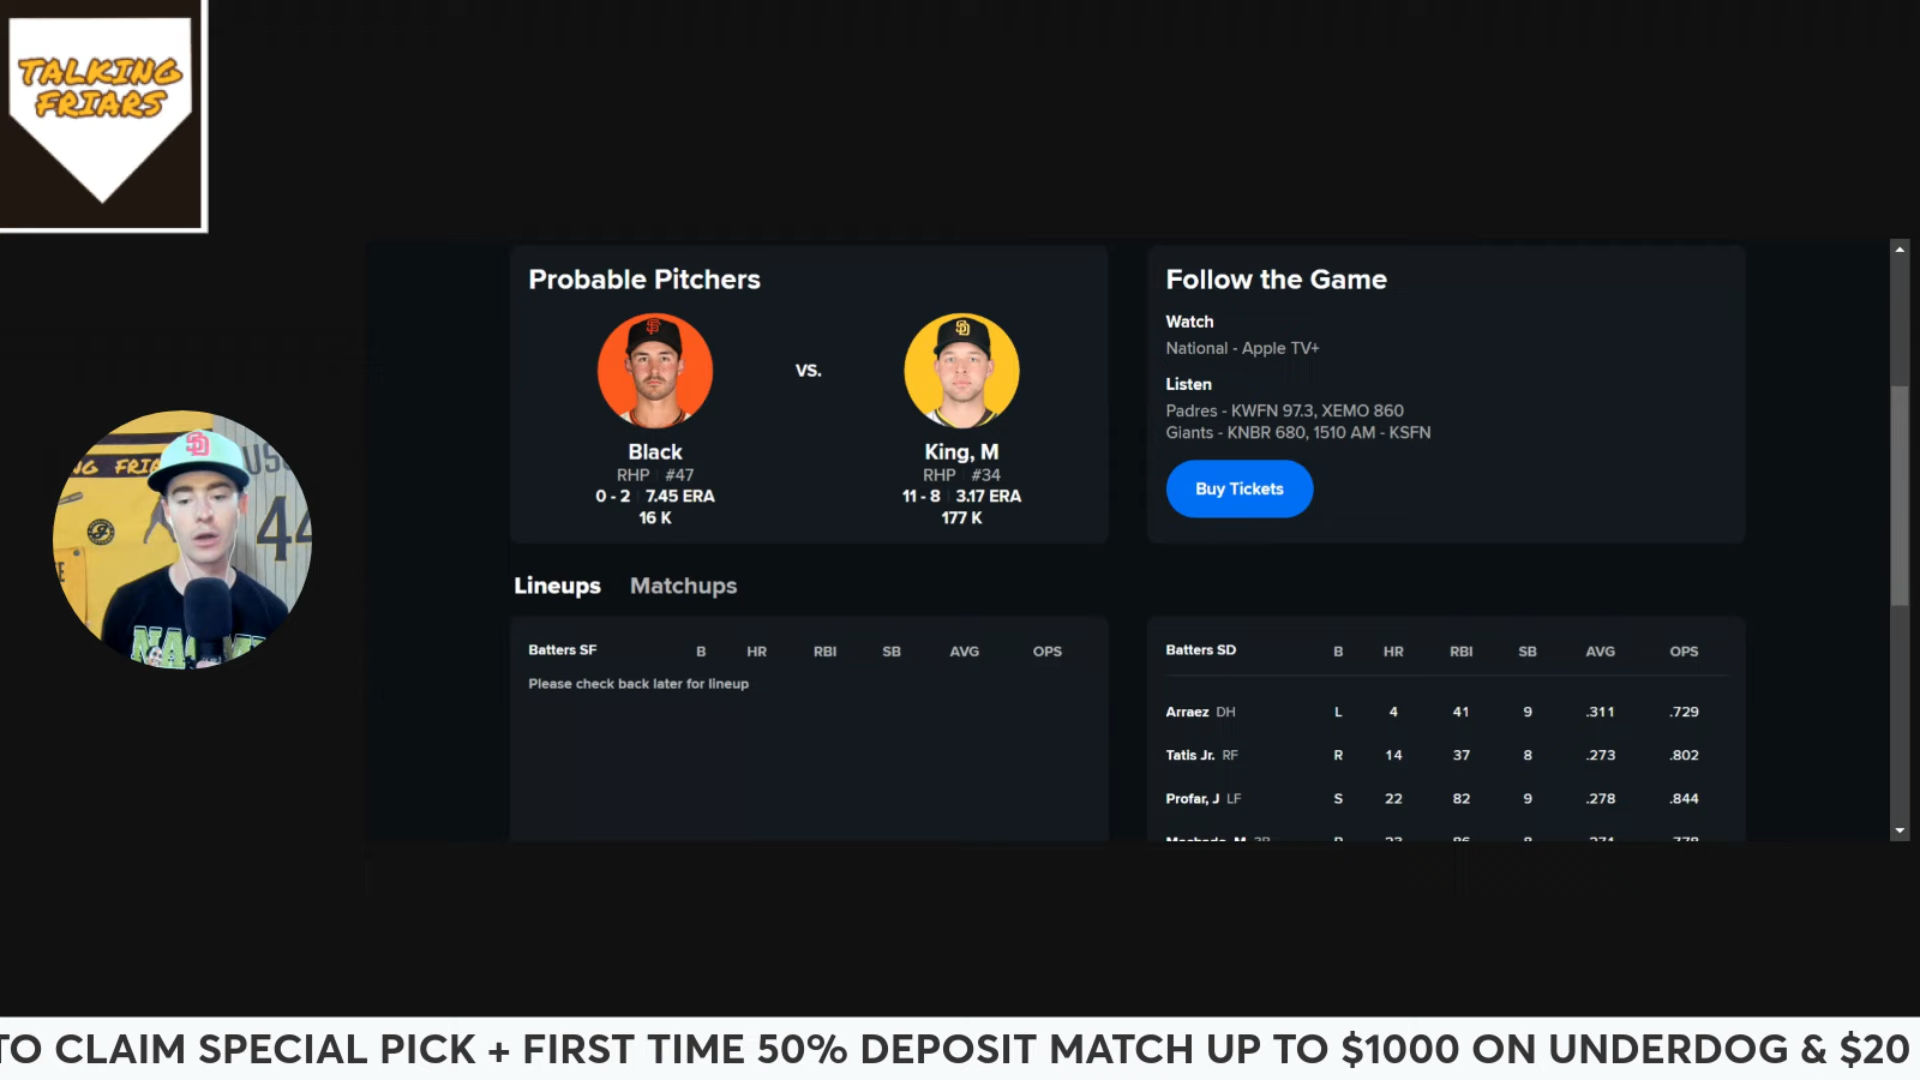 TALKING
FRIARS
Probable Pitchers
VS.
Black
RHP #47
0 - 2 7.45 ERA
16 K
King, M
RHP #34
11 - 8 3.17 ERA
177 K
Follow the Game
Watch
National - Apple TV+
Listen
Padres - KWFN 97.3, XEMO 860
Giants - KNBR 680, 1510 AM - KSFN
Buy Tickets
Lineups Matchups
Batters SF B HR RBI SB AVG OPS
Please check back later for lineup
Batters SD B HR RBI SB AVG OPS
Arraez DH L 4 41 9 .311 .729
Tatis Jr. RF R 14 37 8 .273 .802
Profar, J LF S 22 82 9 .278 .844
44
TO CLAIM SPECIAL PICK + FIRST TIME 50% DEPOSIT MATCH UP TO $1000 ON UNDERDOG & $20